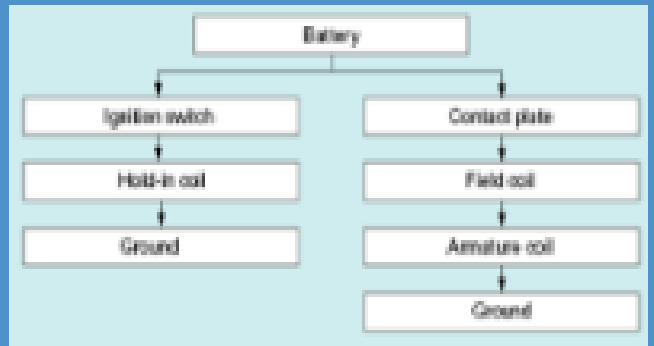 Battery
Ignition switch
Contact plate
Hold-in coil
Field coil
Ground
Armature coil
Ground